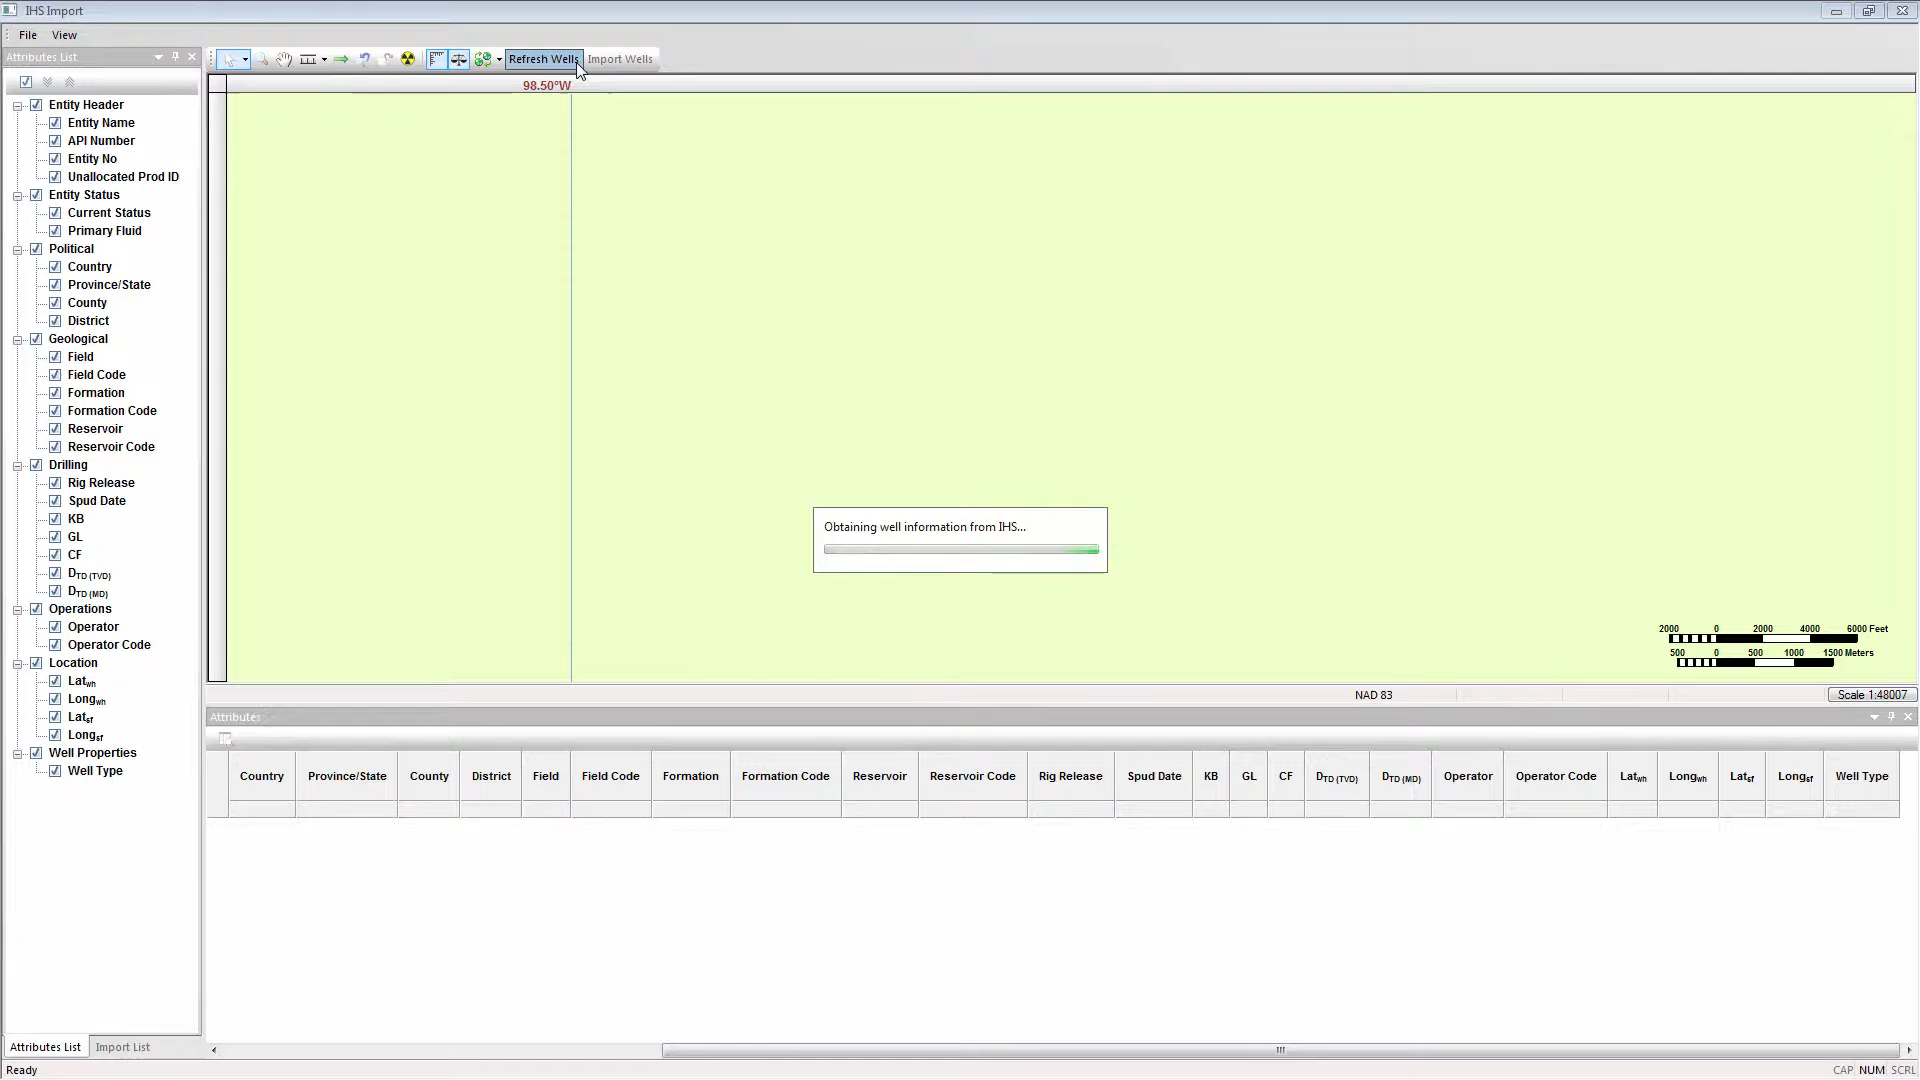 IHS Import
File View
Attributes List
Refresh Wells Import Wells
98.50°W
Entity Header
Entity Name
API Number
Entity No
Unallocated Prod ID
Entity Status
Current Status
Primary Fluid
Political
Country
Province/State
County
District
Geological
Field
Field Code
Formation
Formation Code
Reservoir
Reservoir Code
Drilling
Rig Release
Spud Date
KB
GL
CF
DTD (TVD)
DTD (MD)
Operations
Operator
Operator Code
Location
Latwh
Longwh
Latsf
Longsf
Well Properties
Well Type
Attributes List Import List
Obtaining well information from IHS...
2000 0 2000 4000 6000 Feet
500 0 500 1000 1500 Meters
NAD 83 Scale 1:48007
Attributes
Country Province/State County District Field Field Code Formation Formation Code Reservoir Reservoir Code Rig Release Spud Date KB GL CF DTD (TVD) DTD (MD) Operator Operator Code Latwh Longwh Latsf Longsf Well Type
Ready CAP NUM SCRL